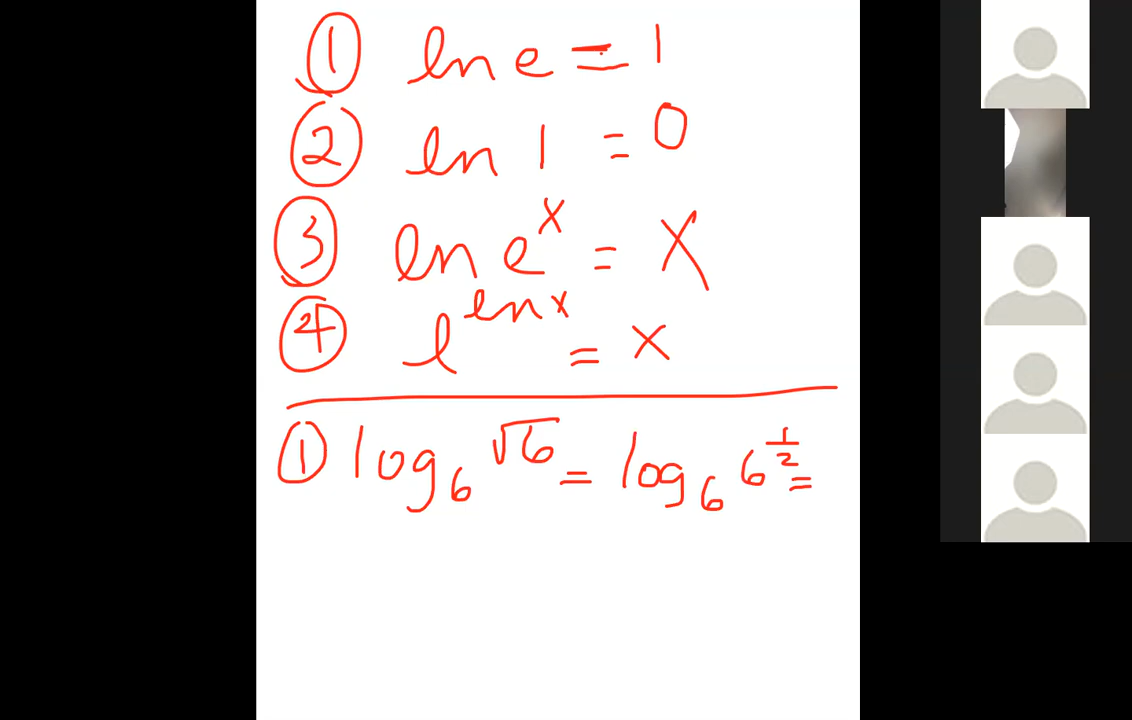 ① ln e = 1
② ln 1 = 0
③ ln e^x = x
④ e^{ln x} = x
① log₆ √6 = log₆ 6^{1/2} =